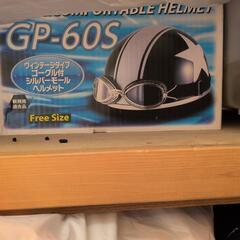 COMFORTABLE HELMET
GP-60S
ヴィンテージタイプ
ゴーグル付
シルバーモール
ヘルメット
Free Size